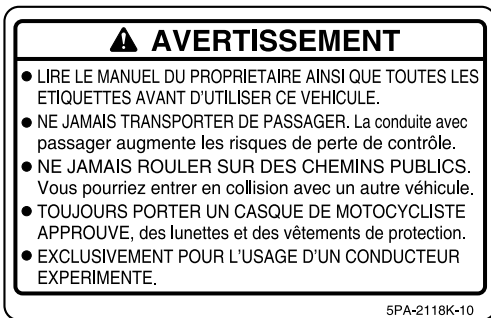 AVERTISSEMENT
● LIRE LE MANUEL DU PROPRIETAIRE AINSI QUE TOUTES LES
ETIQUETTES AVANT D'UTILISER CE VEHICULE.
● NE JAMAIS TRANSPORTER DE PASSAGER. La conduite avec
passager augmente les risques de perte de contrôle.
● NE JAMAIS ROULER SUR DES CHEMINS PUBLICS.
Vous pourriez entrer en collision avec un autre véhicule.
● TOUJOURS PORTER UN CASQUE DE MOTOCYCLISTE
APPROUVE, des lunettes et des vêtements de protection.
● EXCLUSIVEMENT POUR L'USAGE D'UN CONDUCTEUR
EXPERIMENTE.
5PA-2118K-10